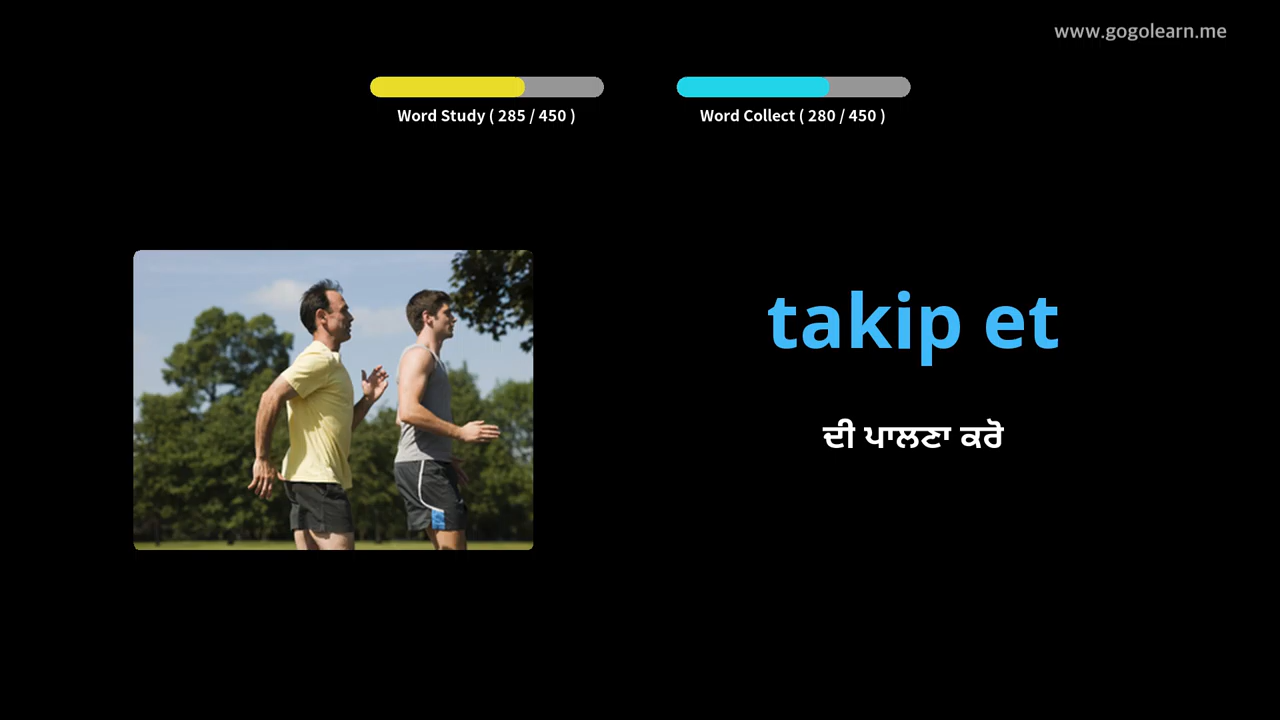 www.gogolearn.me
Word Study ( 285 / 450 )
Word Collect ( 280 / 450 )
takip et
ਦੀ ਪਾਲਣਾ ਕਰੋ